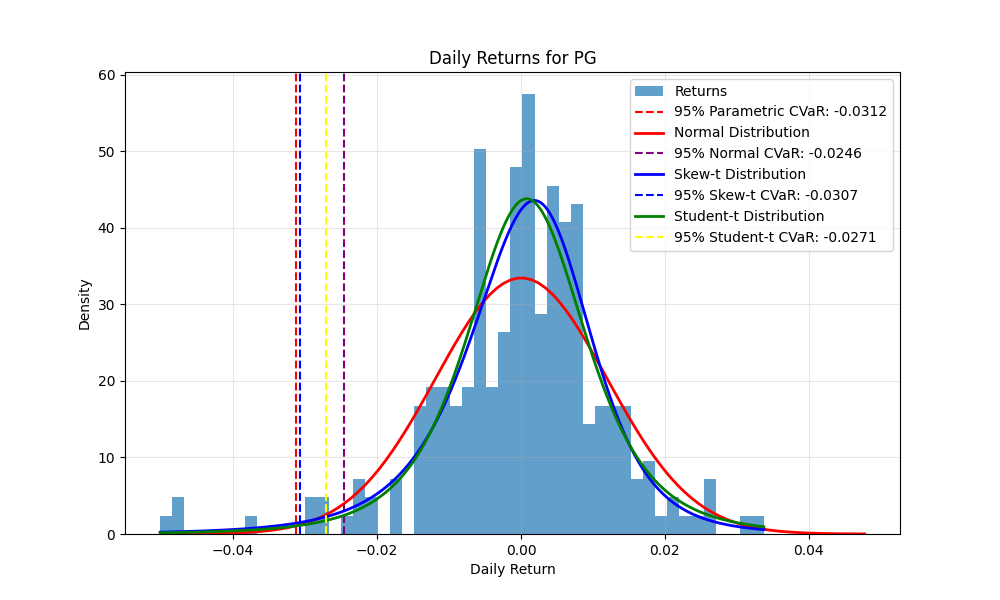 Daily Returns for PG
Returns
95% Parametric CVaR: -0.0312
Normal Distribution
95% Normal CVaR: -0.0246
Skew-t Distribution
95% Skew-t CVaR: -0.0307
Student-t Distribution
95% Student-t CVaR: -0.0271
60
50
40
30
20
10
0
Density
−0.04
−0.02
0.00
0.02
0.04
Daily Return